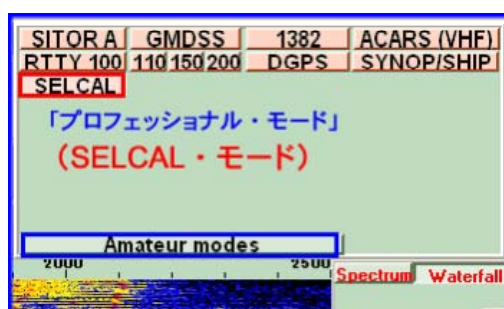 SITOR A GMDSS 1382 ACARS (VHF)
RTTY 100 110 150 200 DGPS SYNOP/SHIP
SELCAL
「プロフェッショナル・モード」
（SELCAL・モード）
Amateur modes
2000 2500
Spectrum Waterfall